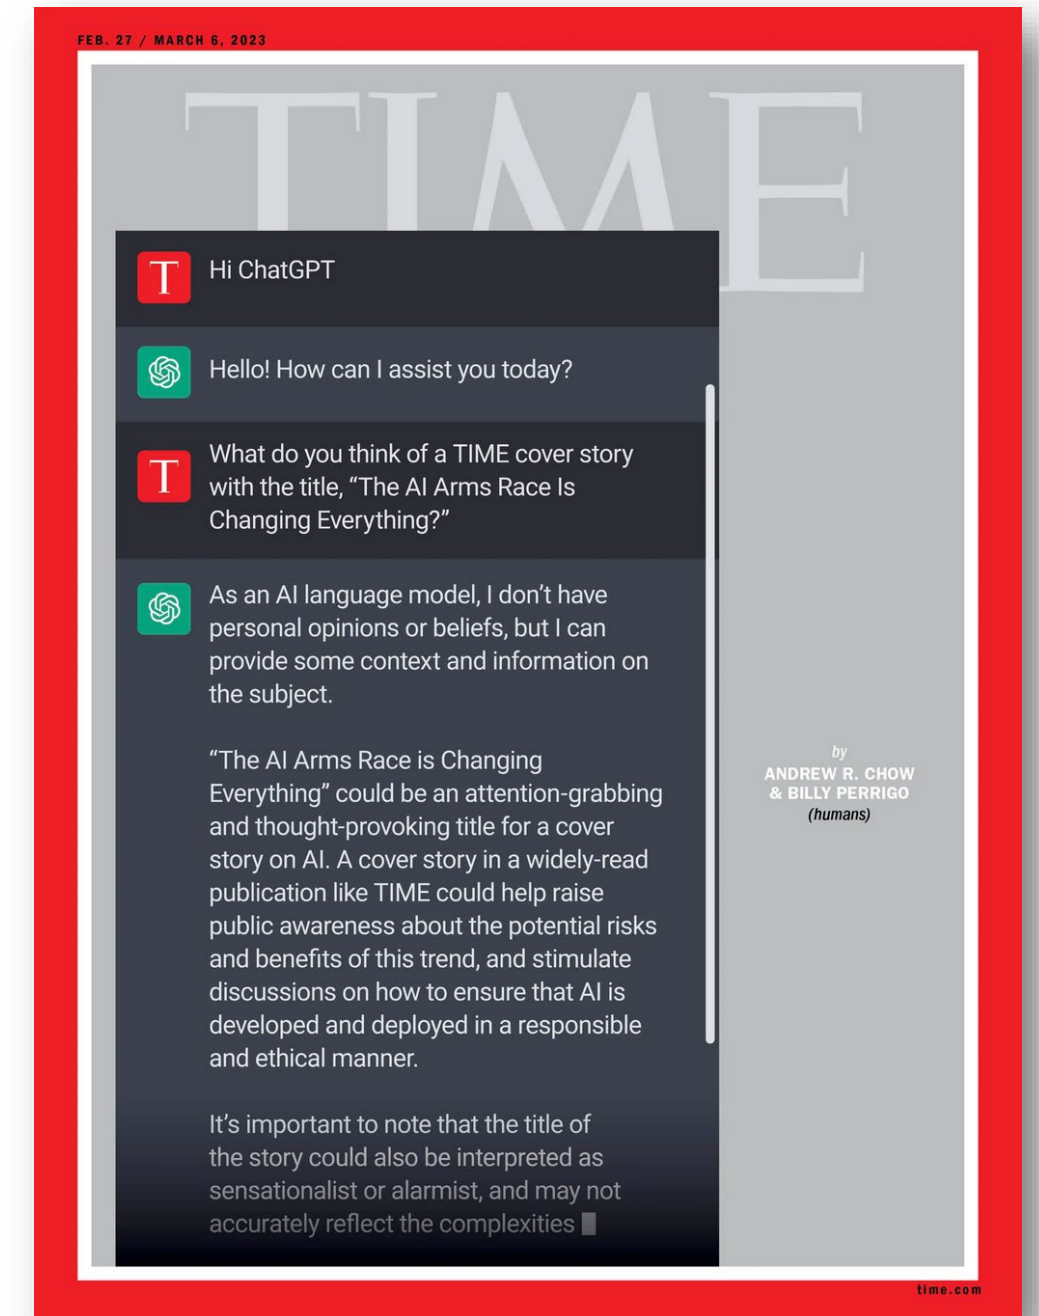 FEB. 27 / MARCH 6, 2023
TIME
T
Hi ChatGPT
Hello! How can I assist you today?
T
What do you think of a TIME cover story
with the title, “The AI Arms Race Is
Changing Everything?”
As an AI language model, I don’t have
personal opinions or beliefs, but I can
provide some context and information on
the subject.
“The AI Arms Race is Changing
Everything” could be an attention-grabbing
and thought-provoking title for a cover
story on AI. A cover story in a widely-read
publication like TIME could help raise
public awareness about the potential risks
and benefits of this trend, and stimulate
discussions on how to ensure that AI is
developed and deployed in a responsible
and ethical manner.
It’s important to note that the title of
the story could also be interpreted as
sensationalist or alarmist, and may not
accurately reflect the complexities
by
ANDREW R. CHOW
& BILLY PERRIGO
(humans)
time.com